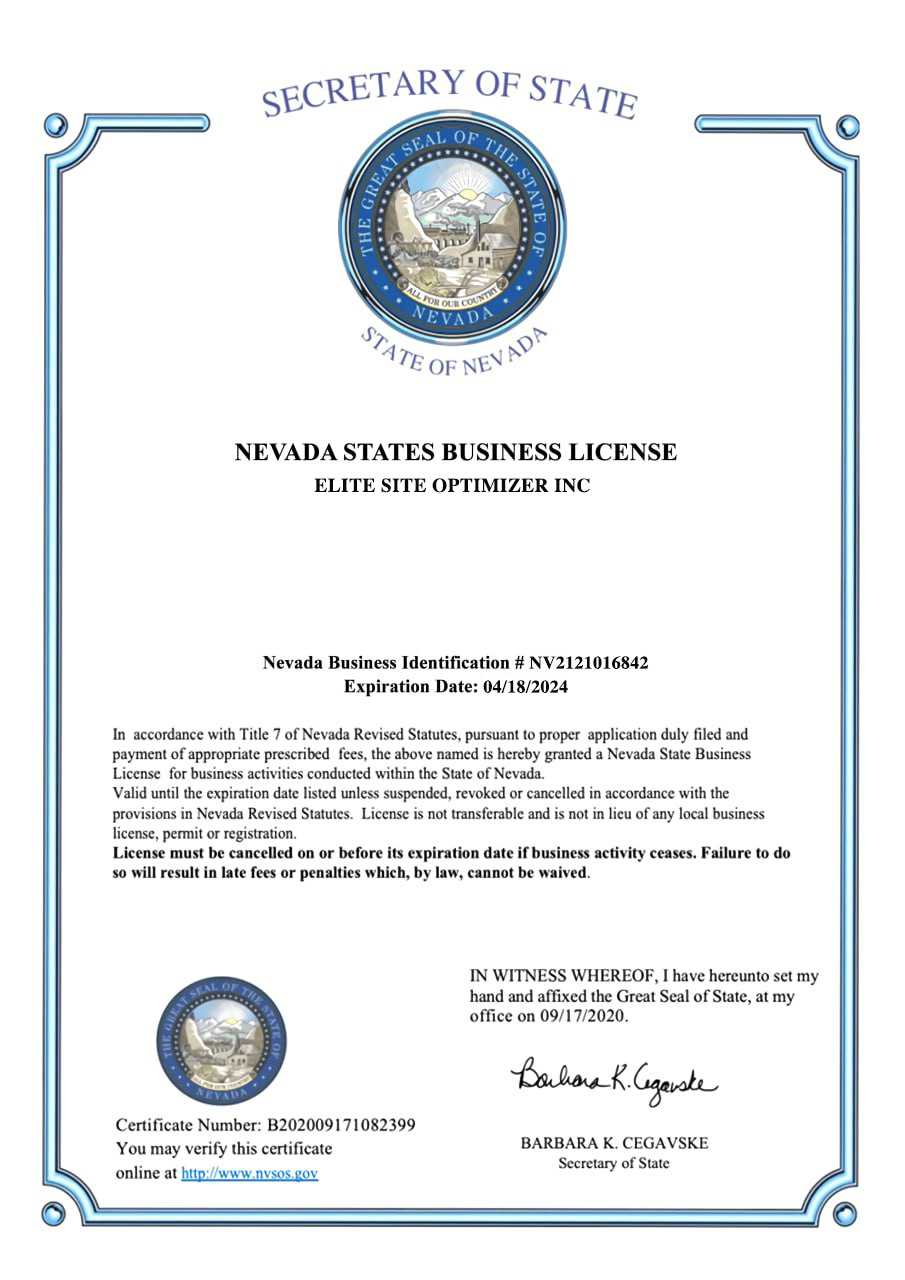 SECRETARY OF STATE
THE GREAT SEAL OF THE STATE OF
ALL FOR OUR COUNTRY
NEVADA
STATE OF NEVADA
NEVADA STATES BUSINESS LICENSE
ELITE SITE OPTIMIZER INC
Nevada Business Identification # NV2121016842
Expiration Date: 04/18/2024
In accordance with Title 7 of Nevada Revised Statutes, pursuant to proper application duly filed and
payment of appropriate prescribed fees, the above named is hereby granted a Nevada State Business
License for business activities conducted within the State of Nevada.
Valid until the expiration date listed unless suspended, revoked or cancelled in accordance with the
provisions in Nevada Revised Statutes. License is not transferable and is not in lieu of any local business
license, permit or registration.
License must be cancelled on or before its expiration date if business activity ceases. Failure to do
so will result in late fees or penalties which, by law, cannot be waived.
IN WITNESS WHEREOF, I have hereunto set my
hand and affixed the Great Seal of State, at my
office on 09/17/2020.
Barbara K. Cegavske
BARBARA K. CEGAVSKE
Secretary of State
THE GREAT SEAL OF THE STATE OF
ALL FOR OUR COUNTRY
NEVADA
Certificate Number: B202009171082399
You may verify this certificate
online at http://www.nvsos.gov